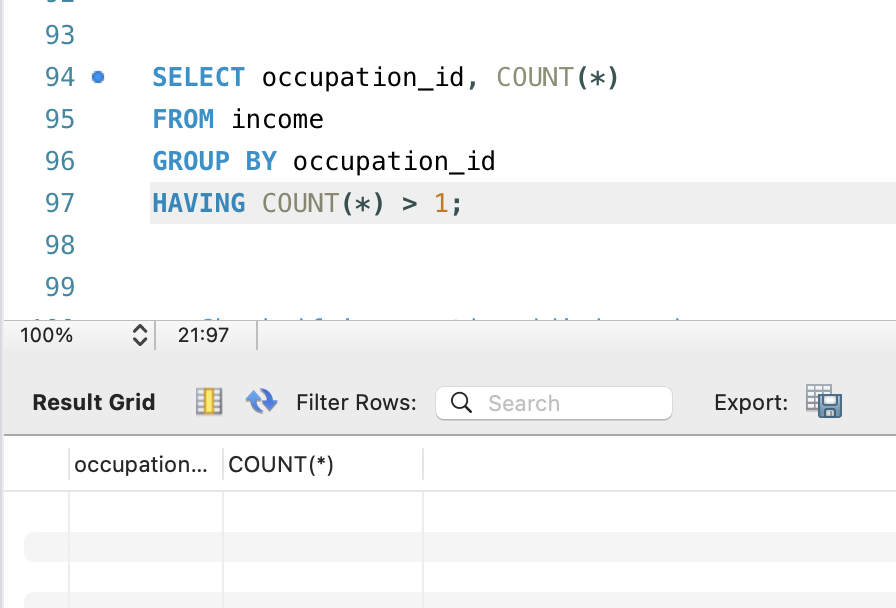 93
94 SELECT occupation_id, COUNT(*)
95 FROM income
96 GROUP BY occupation_id
97 HAVING COUNT(*) > 1;
98
99
100% 21:97
Result Grid Filter Rows: Search Export:
occupation... COUNT(*)